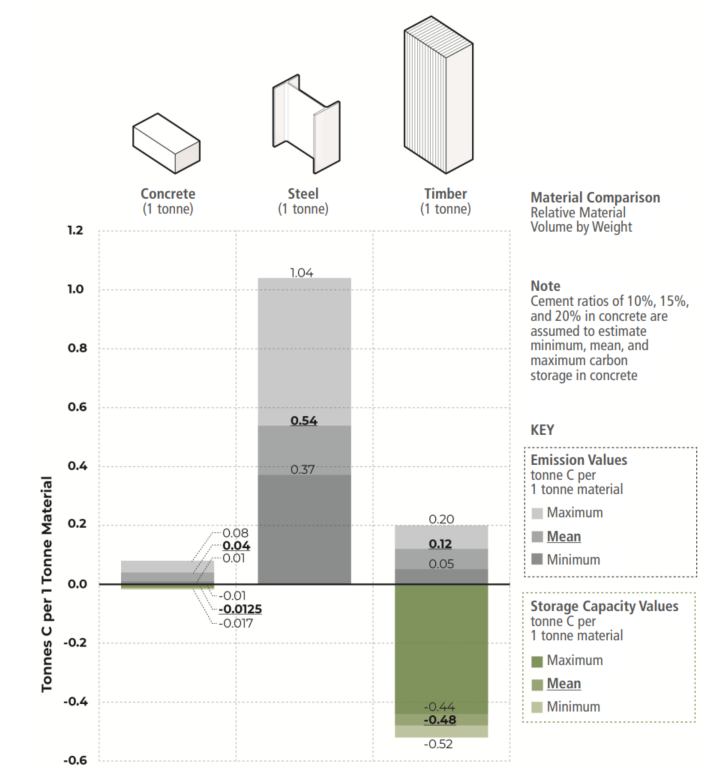 Concrete
(1 tonne)
Steel
(1 tonne)
Timber
(1 tonne)
Material Comparison
Relative Material
Volume by Weight
Note
Cement ratios of 10%, 15%,
and 20% in concrete are
assumed to estimate
minimum, mean, and
maximum carbon
storage in concrete
KEY
Emission Values
tonne C per
1 tonne material
Maximum
Mean
Minimum
Storage Capacity Values
tonne C per
1 tonne material
Maximum
Mean
Minimum
Tonnes C per 1 Tonne Material
1.2
1.0
0.8
0.6
0.4
0.2
0.0
-0.2
-0.4
-0.6
0.08
0.04
0.01
-0.01
-0.0125
-0.017
1.04
0.54
0.37
0.20
0.12
0.05
-0.44
-0.48
-0.52